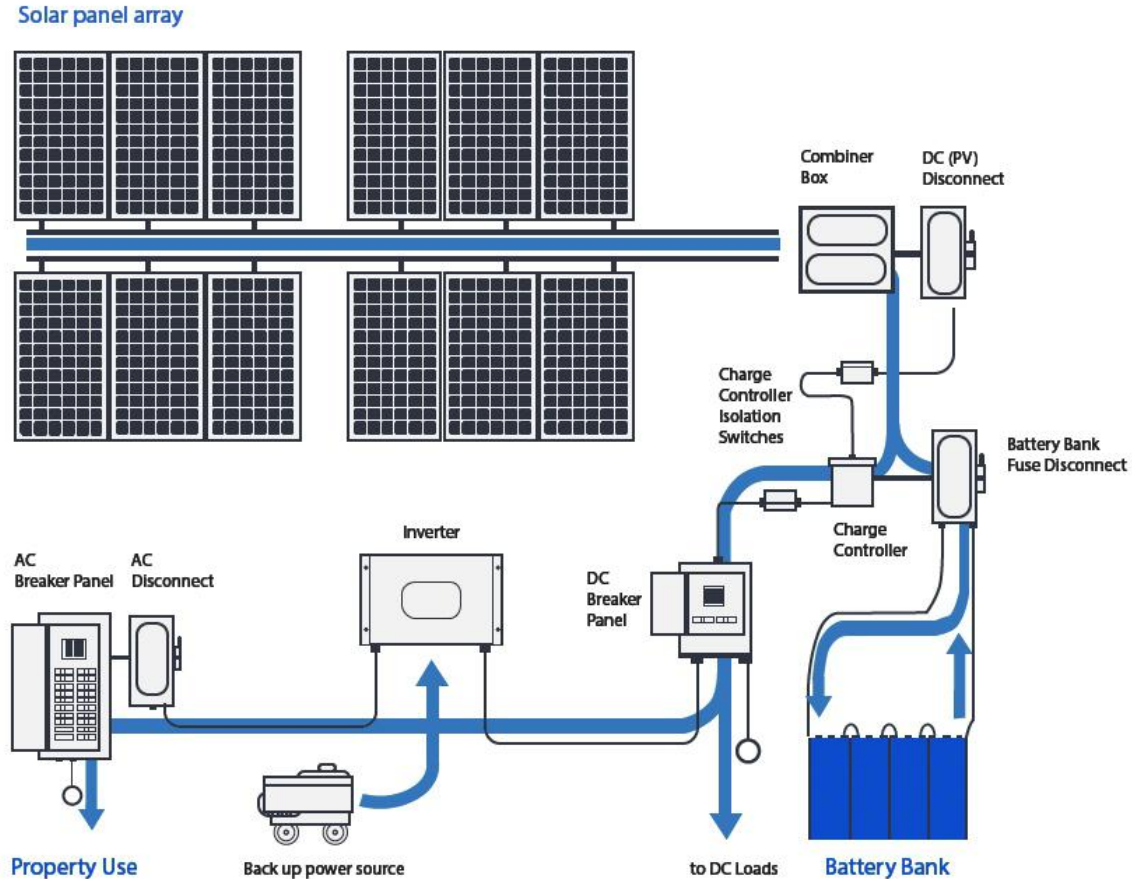 Solar panel array
Combiner
Box
DC (PV)
Disconnect
Charge
Controller
Isolation
Switches
Battery Bank
Fuse Disconnect
Charge
Controller
Inverter
AC
Breaker Panel
AC
Disconnect
DC
Breaker
Panel
Property Use
Back up power source
to DC Loads
Battery Bank